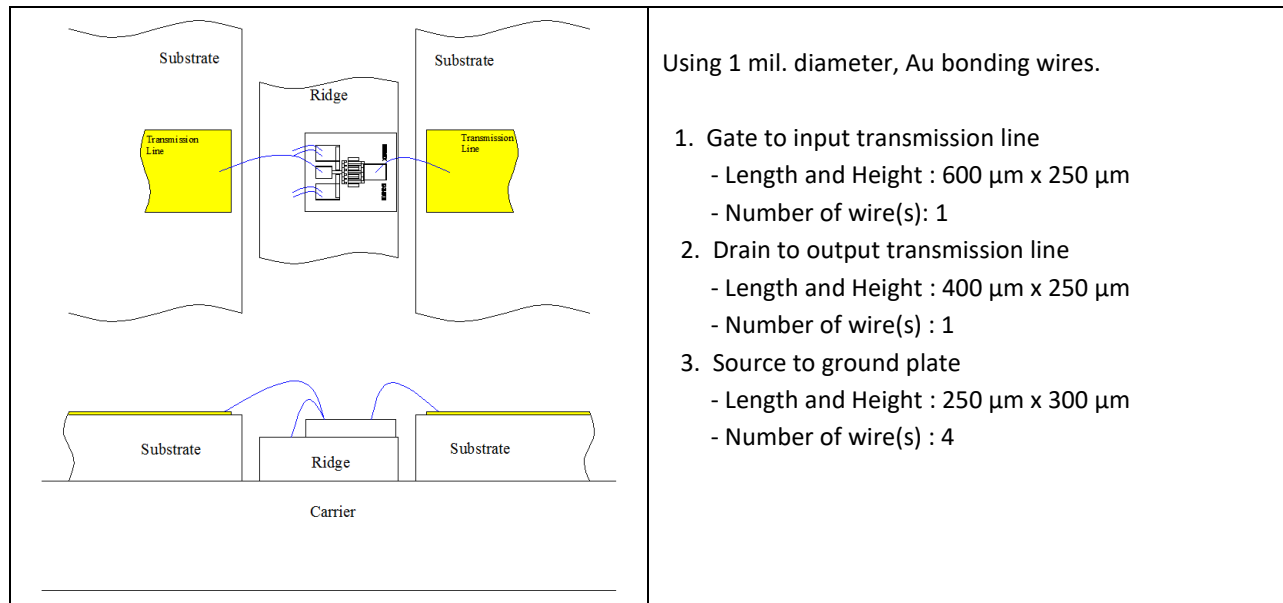 Substrate
Substrate
Ridge
Transmission
Line
Transmission
Line
Substrate
Ridge
Substrate
Carrier
Using 1 mil. diameter, Au bonding wires.
1. Gate to input transmission line
- Length and Height : 600 µm x 250 µm
- Number of wire(s): 1
2. Drain to output transmission line
- Length and Height : 400 µm x 250 µm
- Number of wire(s) : 1
3. Source to ground plate
- Length and Height : 250 µm x 300 µm
- Number of wire(s) : 4